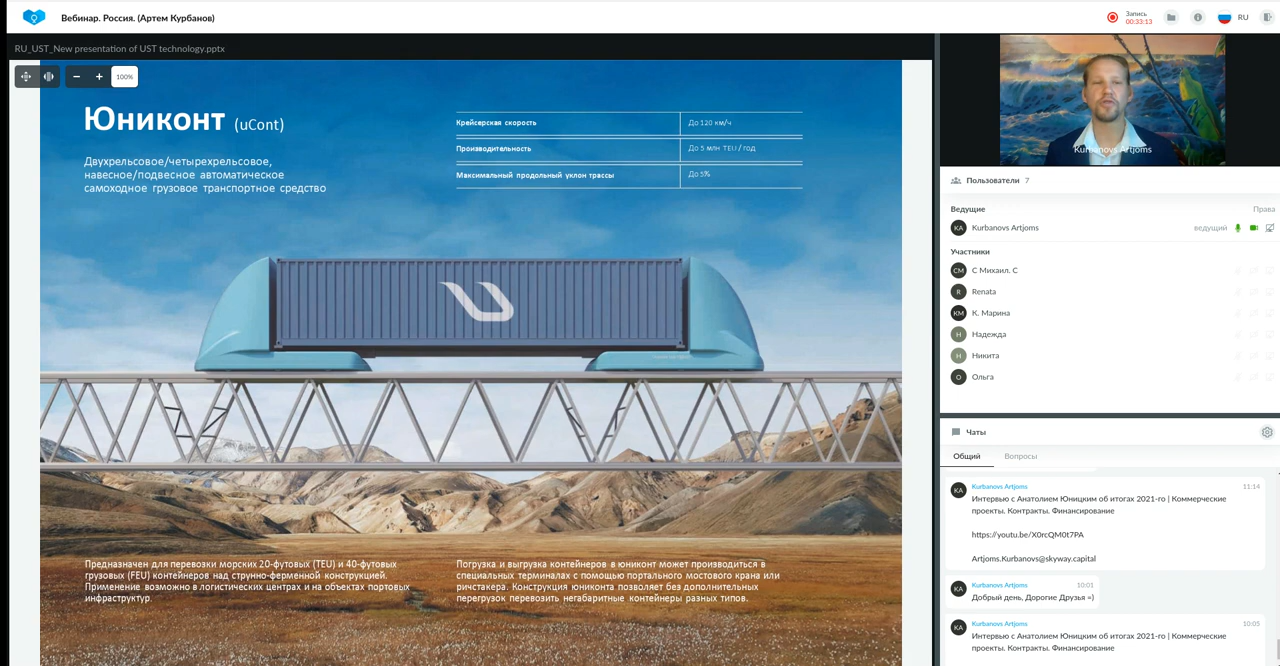 Вебинар. Россия. (Артем Курбанов)
Запись
00:33:13
RU
RU_UST_New presentation of UST technology.pptx
100%
Юниконт (uCont)
Двухрельсовое/четырехрельсовое,
навесное/подвесное автоматическое
самоходное грузовое транспортное средство
Крейсерская скорость До 120 км/ч
Производительность До 5 млн TEU / год
Максимальный продольный уклон трассы До 5%
Предназначен для перевозки морских 20-футовых (TEU) и 40-футовых
грузовых (FEU) контейнеров над струнно-ферменной конструкцией.
Применение возможно в логистических центрах и на объектах портовых
инфраструктур.
Погрузка и выгрузка контейнеров в юниконт может производиться в
специальных терминалах с помощью портального мостового крана или
ричстакера. Конструкция юниконта позволяет без дополнительных
перегрузок перевозить негабаритные контейнеры разных типов.
Kurbanovs Artjoms
Пользователи 7
Ведущие Права
KA Kurbanovs Artjoms ведущий
Участники
СМ С Михаил. С
R Renata
КМ К. Марина
Н Надежда
Н Никита
О Ольга
Чаты
Общий Вопросы
KA Kurbanovs Artjoms 11:14
Интервью с Анатолием Юницким об итогах 2021-го | Коммерческие
проекты. Контракты. Финансирование
https://youtu.be/X0rcQM0t7PA
Artjoms.Kurbanovs@skyway.capital
KA Kurbanovs Artjoms 10:01
Добрый день, Дорогие Друзья =)
KA Kurbanovs Artjoms 10:05
Интервью с Анатолием Юницким об итогах 2021-го | Коммерческие
проекты. Контракты. Финансирование